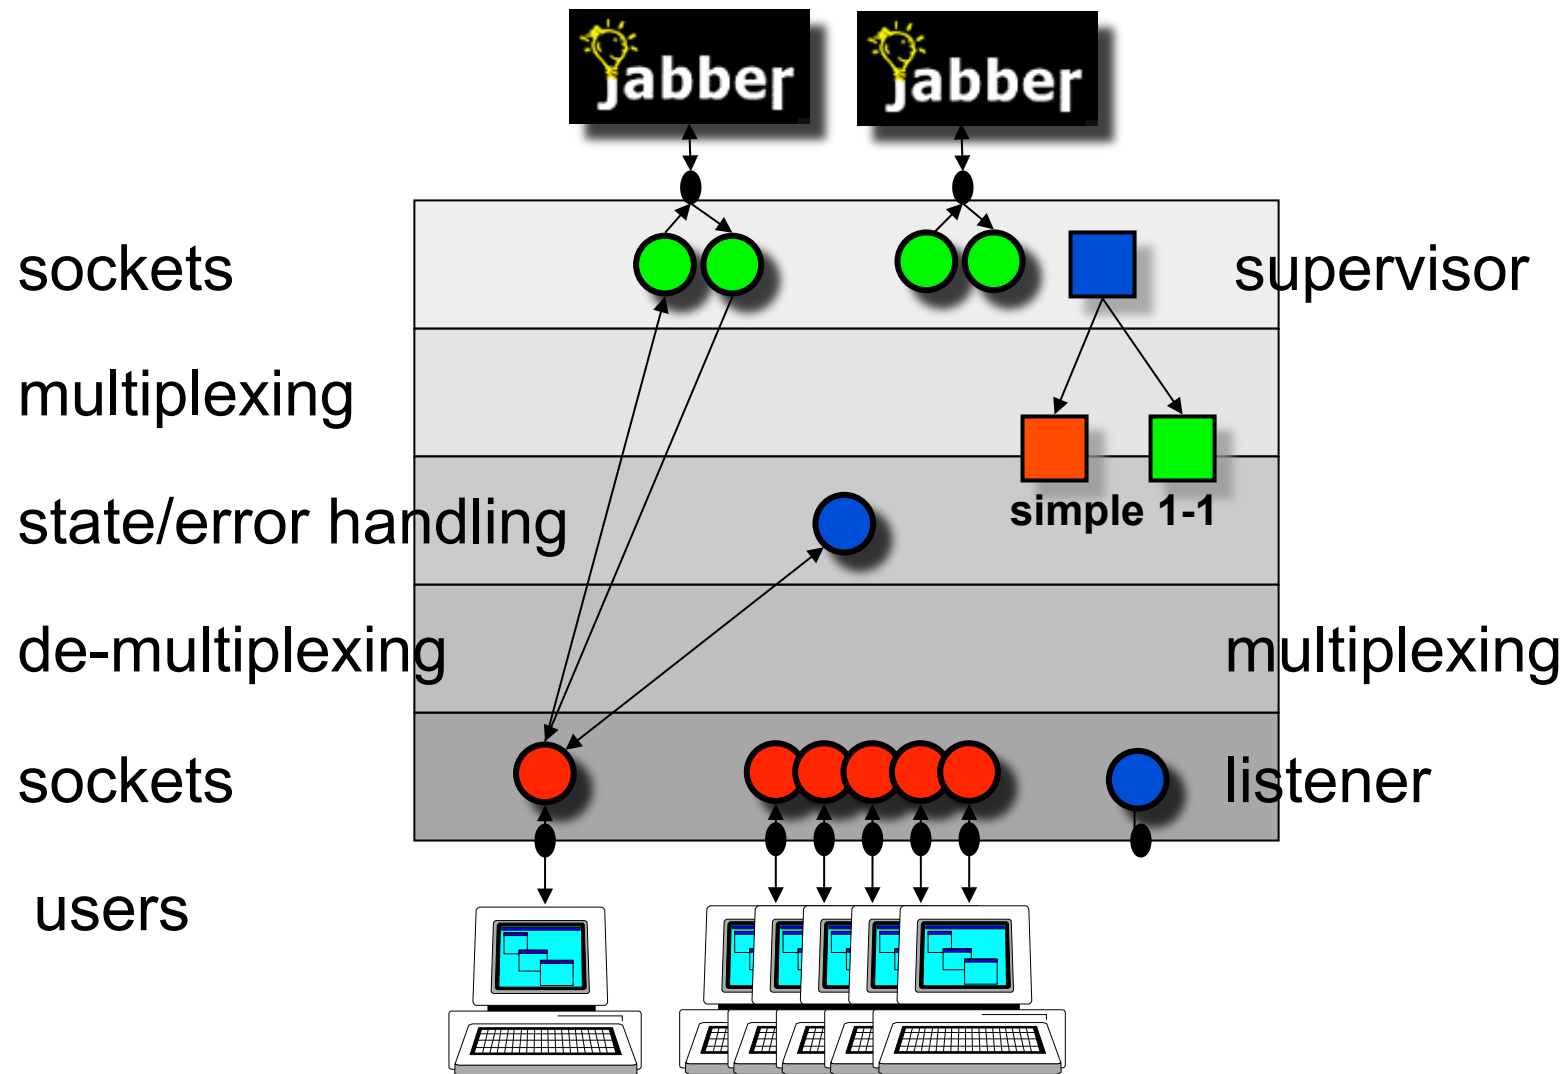 jabber
jabber
sockets
supervisor
multiplexing
state/error handling
simple 1-1
de-multiplexing
multiplexing
sockets
listener
users